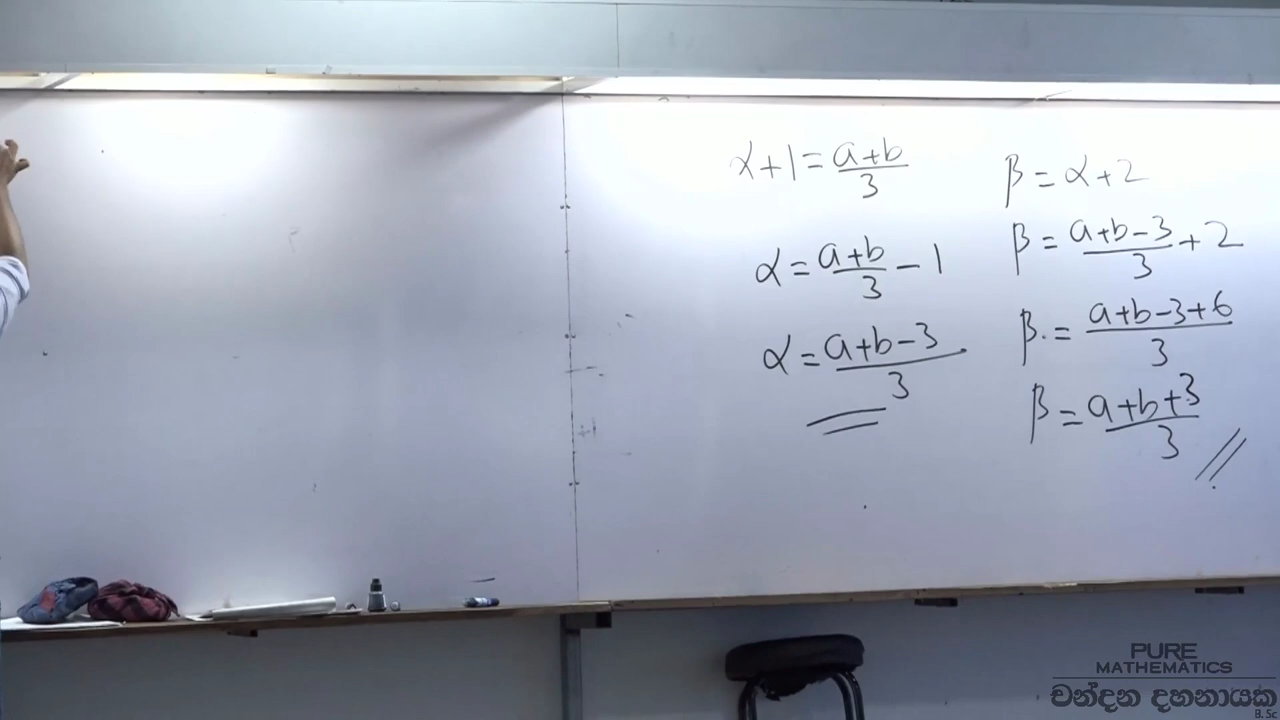 α+1 = a+b/3
α = a+b/3 − 1
α = a+b−3/3
β = α+2
β = a+b−3/3 + 2
β = a+b−3+6/3
β = a+b+3/3
PURE
MATHEMATICS
චන්දන දහනායක
B.Sc